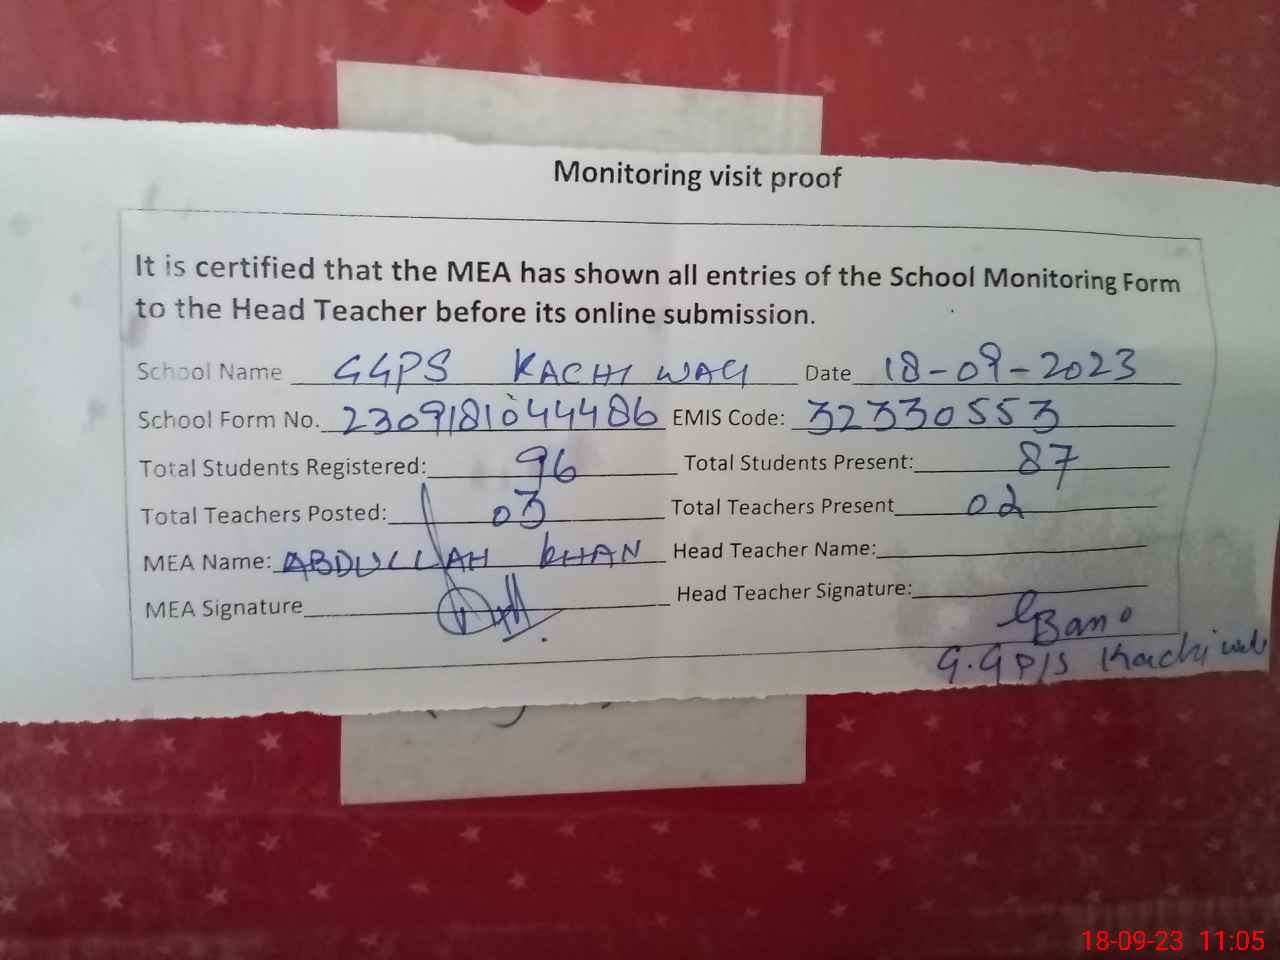 Monitoring visit proof
It is certified that the MEA has shown all entries of the School Monitoring Form
to the Head Teacher before its online submission.
School Name GGPS KACHI WAGI Date 18-09-2023
School Form No. 2309181044486 EMIS Code: 32330553
Total Students Registered: 96 Total Students Present: 87
Total Teachers Posted: 03 Total Teachers Present 02
MEA Name: ABDULLAH KHAN Head Teacher Name:
MEA Signature Head Teacher Signature:
Bano
G.GP/S Kachi
18-09-23 11:05